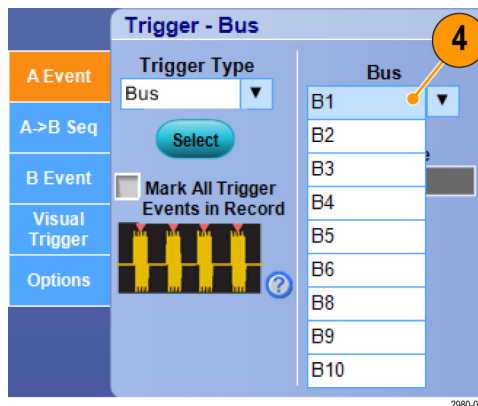 Trigger - Bus
4
A Event
A->B Seq
B Event
Visual
Trigger
Options
Trigger Type
Bus
Select
Mark All Trigger
Events in Record
?
Bus
B1
B2
B3
B4
B5
B6
B8
B9
B10